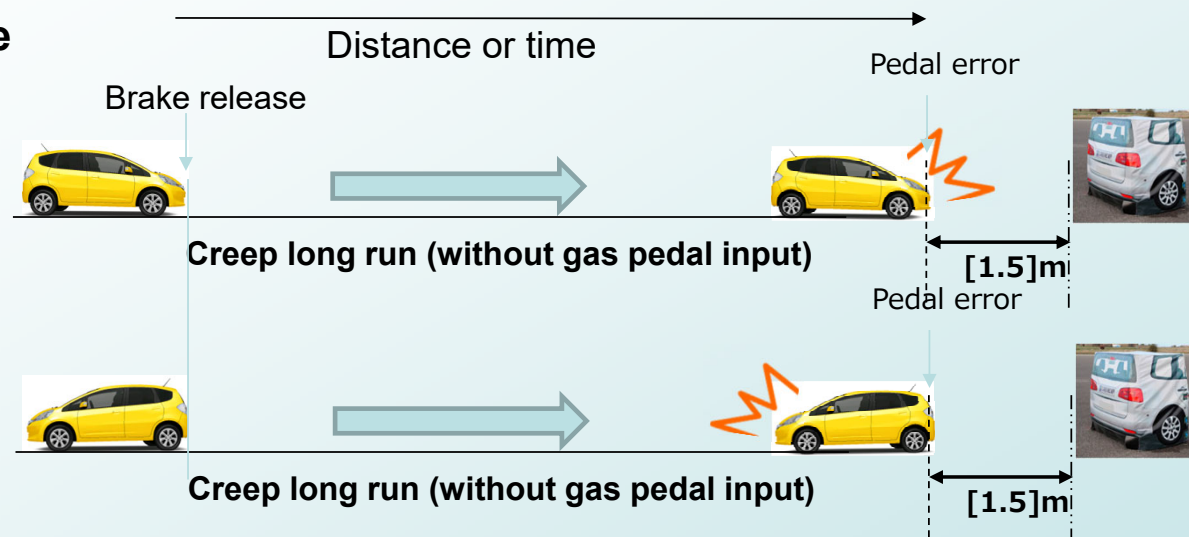 e
Distance or time
Pedal error
Brake release
Creep long run (without gas pedal input)
[1.5]m
Pedal error
Creep long run (without gas pedal input)
[1.5]m